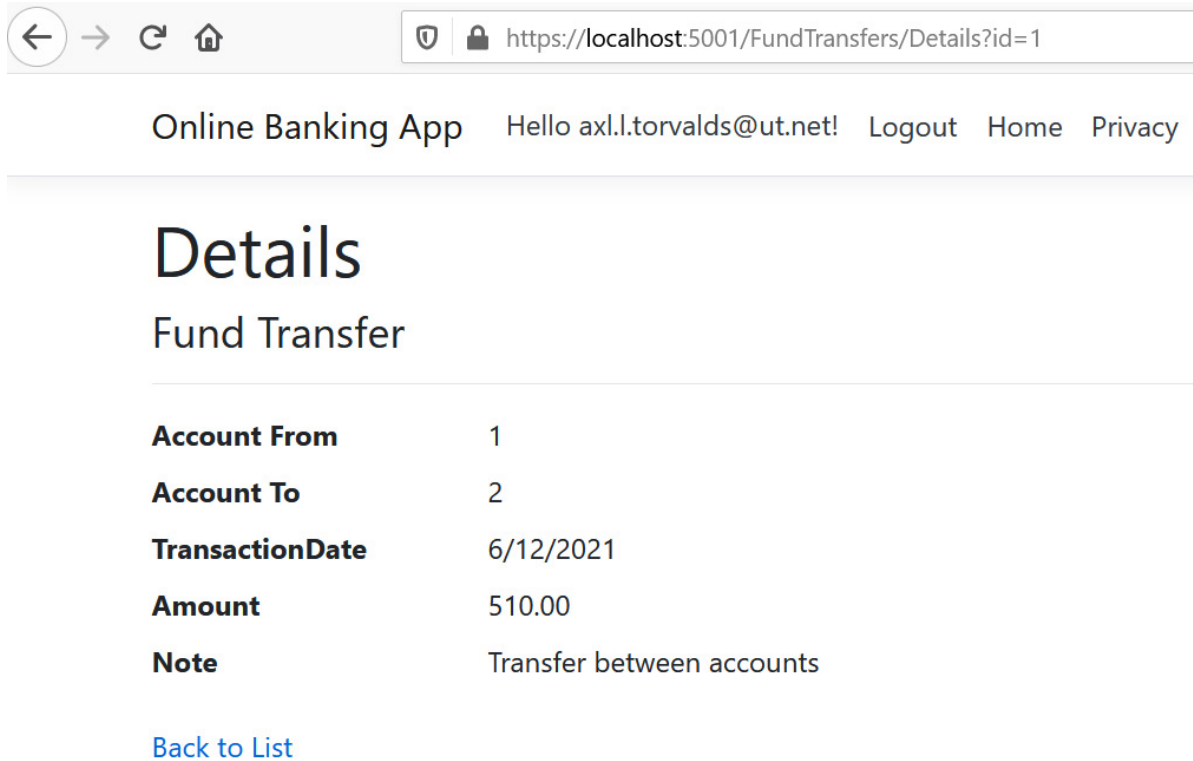 https://localhost:5001/FundTransfers/Details?id=1
Online Banking App Hello axl.l.torvalds@ut.net! Logout Home Privacy
Details
Fund Transfer
Account From 1
Account To 2
TransactionDate 6/12/2021
Amount 510.00
Note Transfer between accounts
Back to List